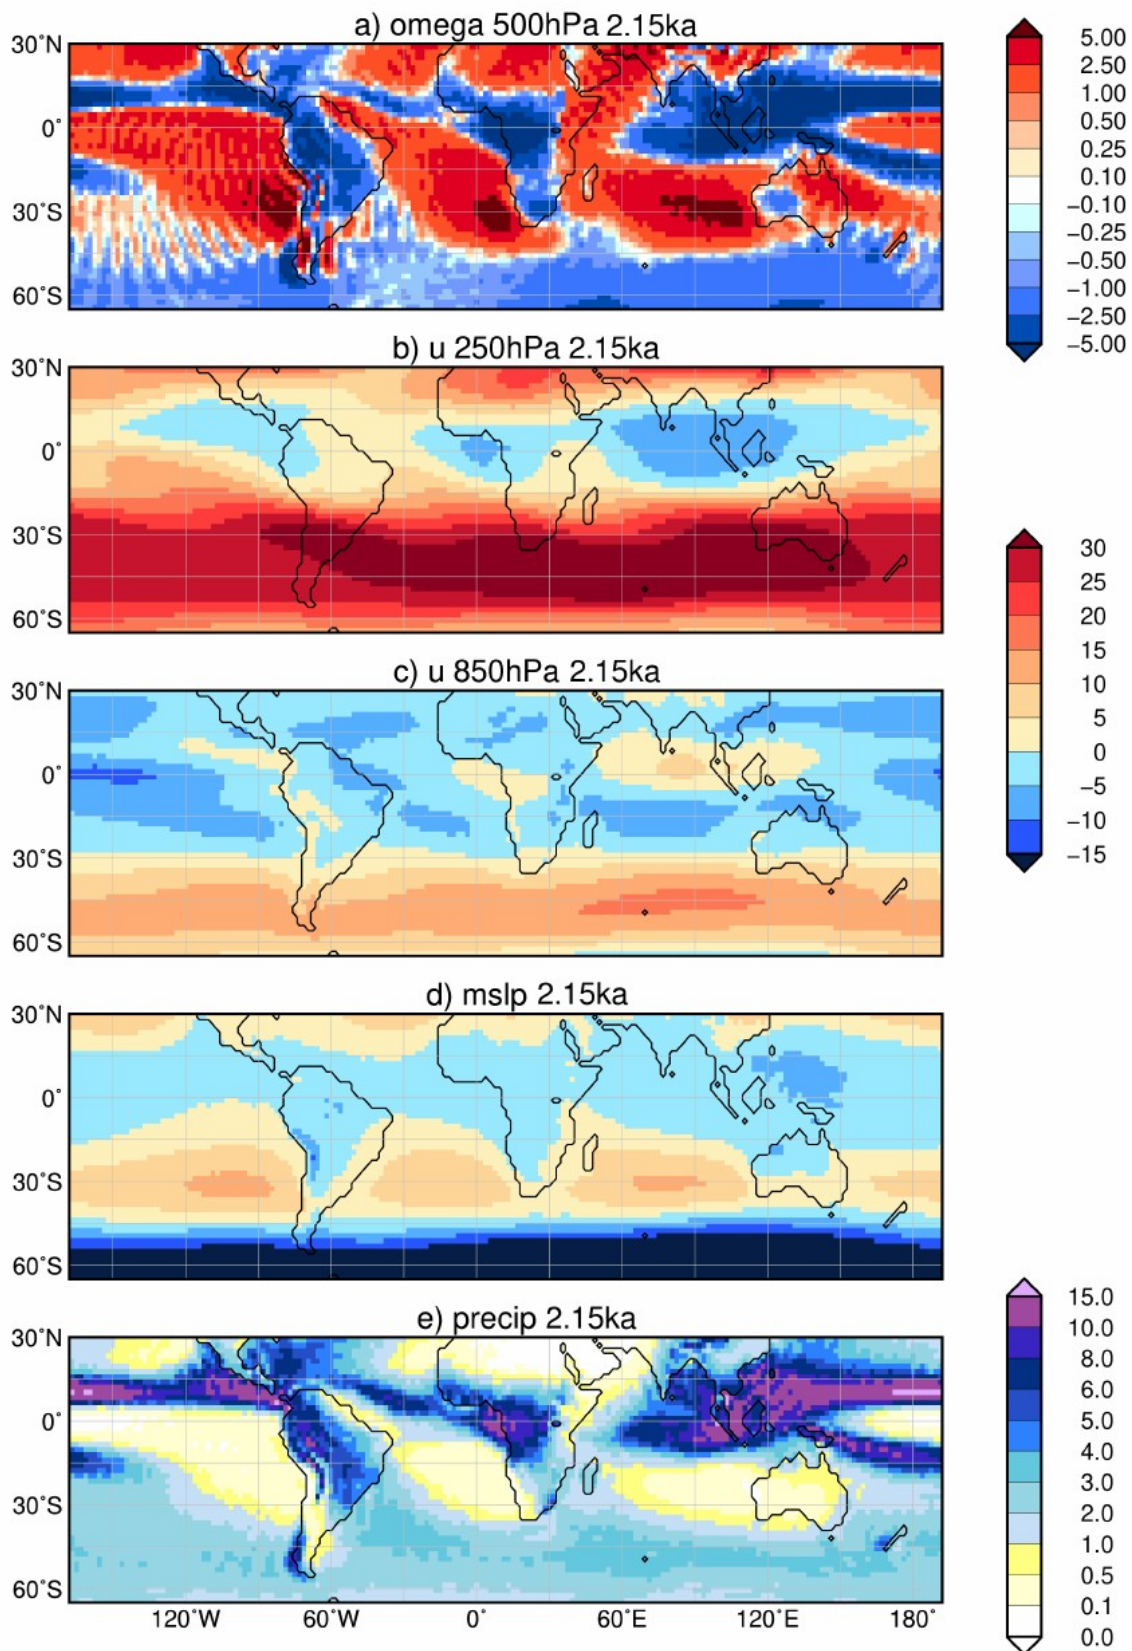 a) omega 500hPa 2.15ka
30˚N
0˚
30˚S
60˚S
5.00
2.50
1.00
0.50
0.25
0.10
−0.10
−0.25
−0.50
−1.00
−2.50
−5.00
b) u 250hPa 2.15ka
30˚N
0˚
30˚S
60˚S
c) u 850hPa 2.15ka
30˚N
0˚
30˚S
60˚S
30
25
20
15
10
5
0
−5
−10
−15
d) mslp 2.15ka
30˚N
0˚
30˚S
60˚S
e) precip 2.15ka
30˚N
0˚
30˚S
60˚S
15.0
10.0
8.0
6.0
5.0
4.0
3.0
2.0
1.0
0.5
0.1
0.0
120˚W 60˚W 0˚ 60˚E 120˚E 180˚